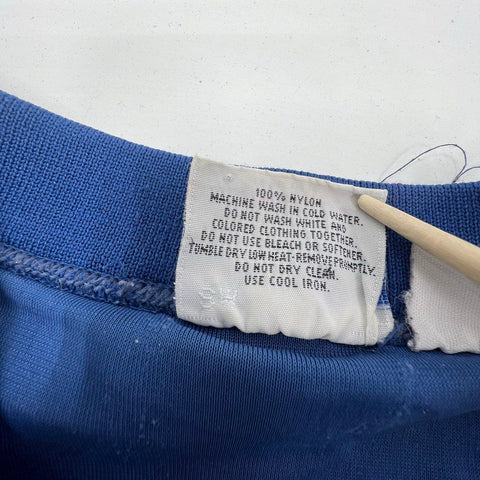 100% NYLON
MACHINE WASH IN COLD WATER.
DO NOT WASH WHITE AND
COLORED CLOTHING TOGETHER.
DO NOT USE BLEACH OR SOFTENER.
TUMBLE DRY LOW HEAT-REMOVE PROMPTLY.
DO NOT DRY CLEAN.
USE COOL IRON.